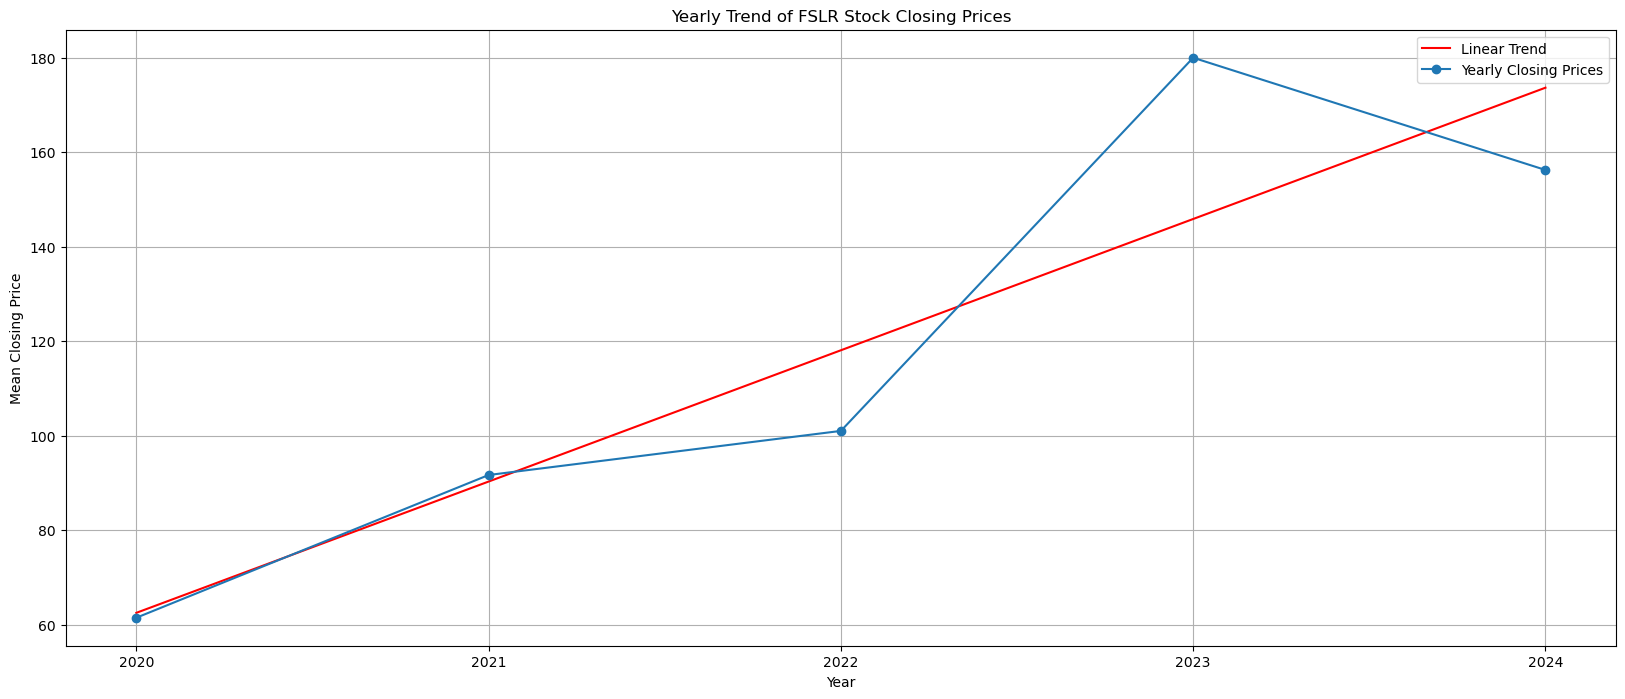 Yearly Trend of FSLR Stock Closing Prices
Linear Trend
Yearly Closing Prices
Mean Closing Price
180
160
140
120
100
80
60
2020 2021 2022 2023 2024
Year